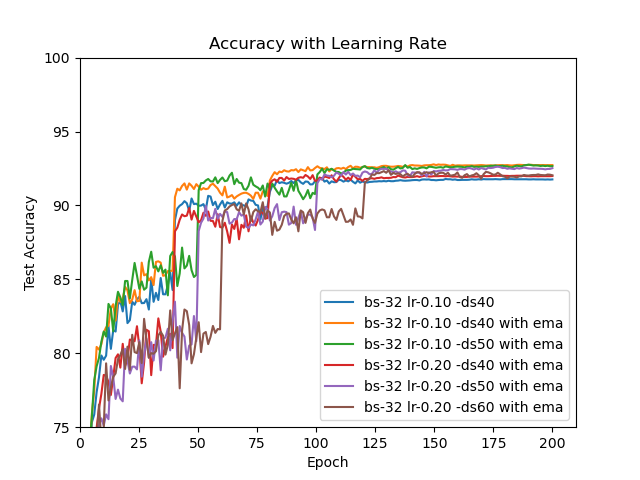 Accuracy with Learning Rate
100
95
90
85
80
75
Test Accuracy
bs-32 lr-0.10 -ds40
bs-32 lr-0.10 -ds40 with ema
bs-32 lr-0.10 -ds50 with ema
bs-32 lr-0.20 -ds40 with ema
bs-32 lr-0.20 -ds50 with ema
bs-32 lr-0.20 -ds60 with ema
0 25 50 75 100 125 150 175 200
Epoch